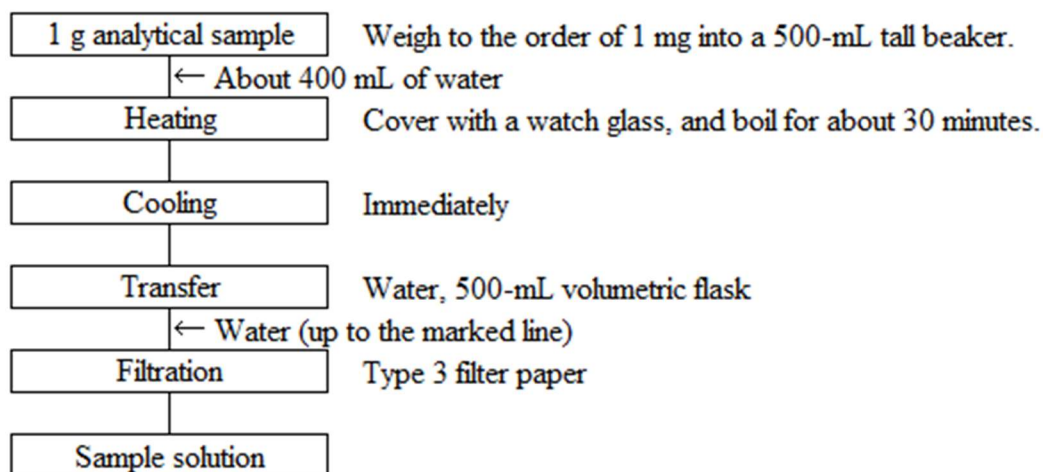 1 g analytical sample Weigh to the order of 1 mg into a 500-mL tall beaker.
← About 400 mL of water
Heating Cover with a watch glass, and boil for about 30 minutes.
Cooling Immediately
Transfer Water, 500-mL volumetric flask
← Water (up to the marked line)
Filtration Type 3 filter paper
Sample solution